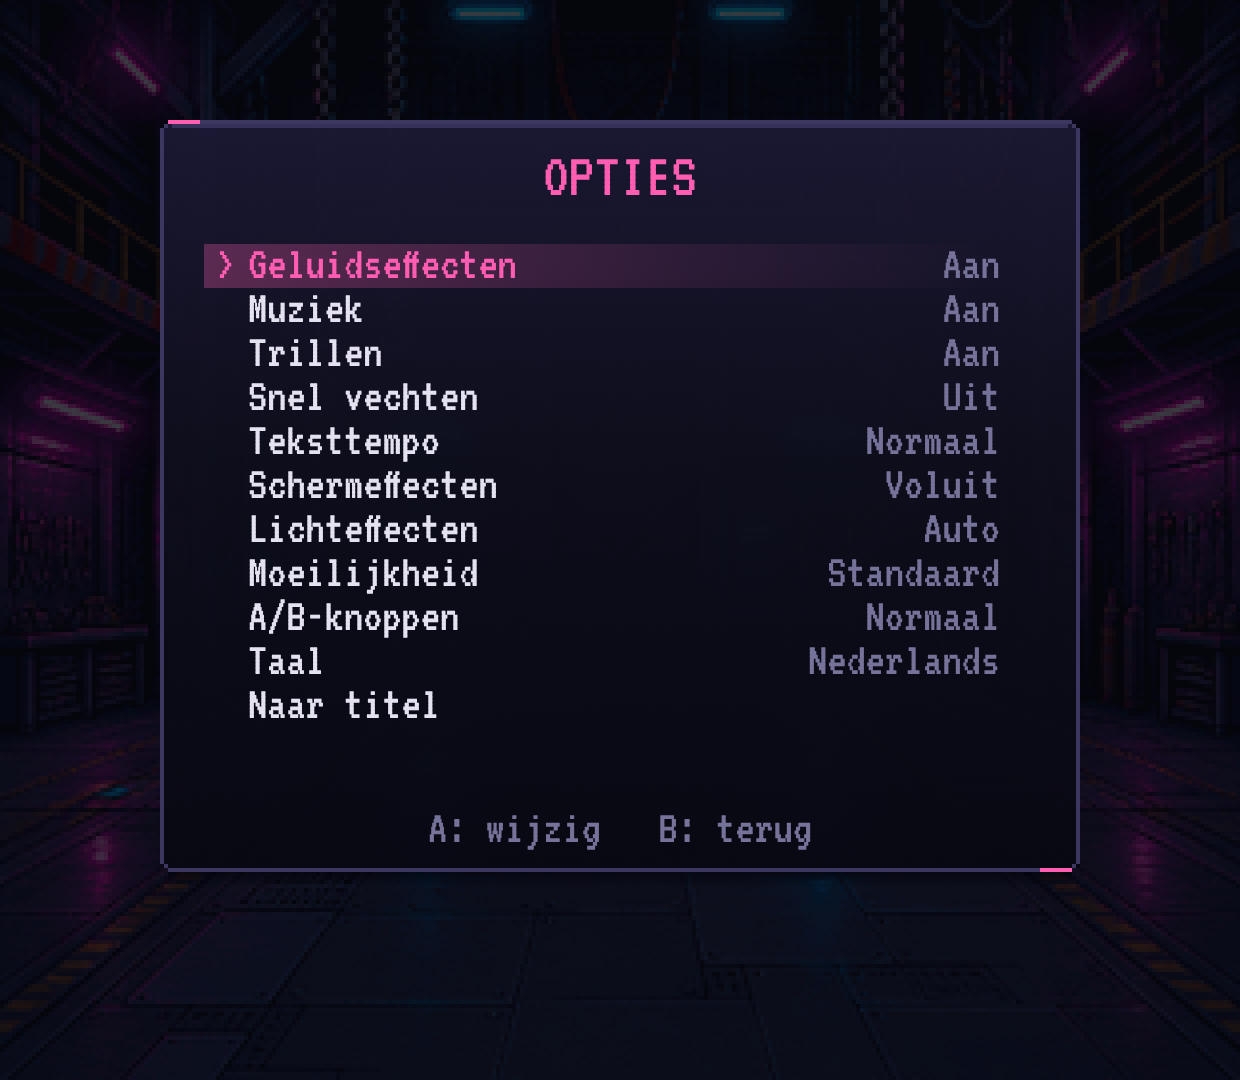 OPTIES
> Geluidseffecten Aan
Muziek Aan
Trillen Aan
Snel vechten Uit
Teksttempo Normaal
Schermeffecten Voluit
Lichteffecten Auto
Moeilijkheid Standaard
A/B-knoppen Normaal
Taal Nederlands
Naar titel
A: wijzig B: terug